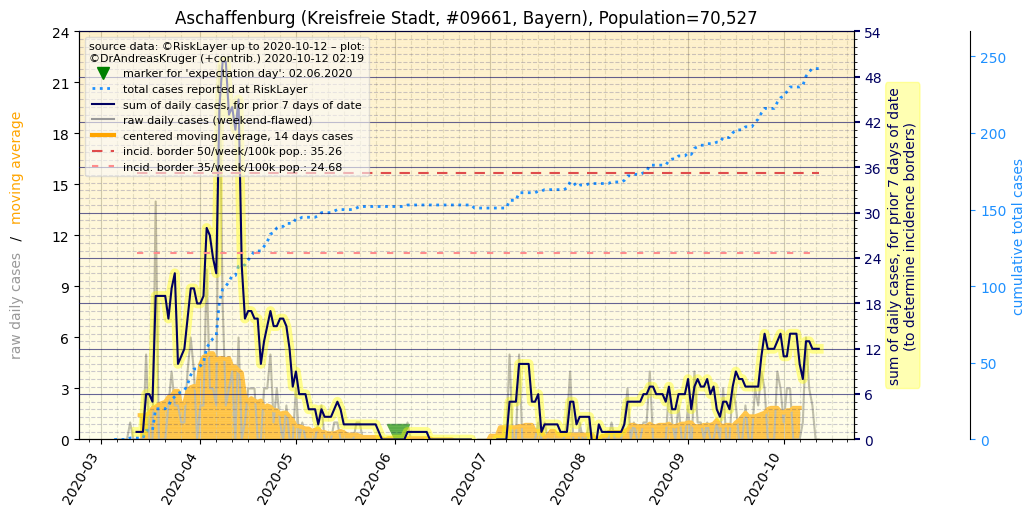 Aschaffenburg (Kreisfreie Stadt, #09661, Bayern), Population=70,527
source data: ©RiskLayer up to 2020-10-12 – plot:
©DrAndreasKruger (+contrib.) 2020-10-12 02:19
marker for 'expectation day': 02.06.2020
total cases reported at RiskLayer
sum of daily cases, for prior 7 days of date
raw daily cases (weekend-flawed)
centered moving average, 14 days cases
incid. border 50/week/100k pop.: 35.26
incid. border 35/week/100k pop.: 24.68
raw daily cases / moving average
24
21
18
15
12
9
6
3
0
54
48
42
36
30
24
18
12
6
0
sum of daily cases, for prior 7 days of date
(to determine incidence borders)
250
200
150
100
50
0
cumulative total cases
2020-03
2020-04
2020-05
2020-06
2020-07
2020-08
2020-09
2020-10